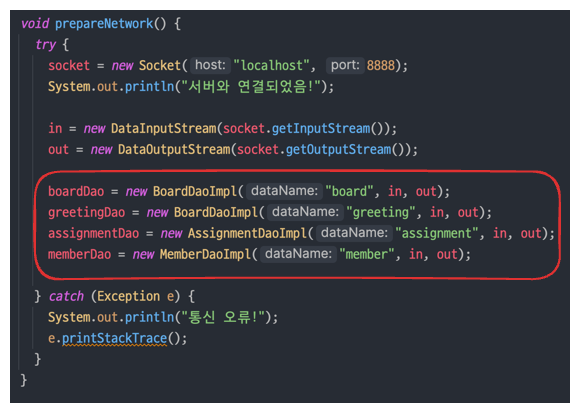 void prepareNetwork() {
try {
socket = new Socket( host: "localhost", port: 8888);
System.out.println("서버와 연결되었음!");
in = new DataInputStream(socket.getInputStream());
out = new DataOutputStream(socket.getOutputStream());
boardDao = new BoardDaoImpl( dataName: "board", in, out);
greetingDao = new BoardDaoImpl( dataName: "greeting", in, out);
assignmentDao = new AssignmentDaoImpl( dataName: "assignment", in, out);
memberDao = new MemberDaoImpl( dataName: "member", in, out);
} catch (Exception e) {
System.out.println("통신 오류!");
e.printStackTrace();
}
}